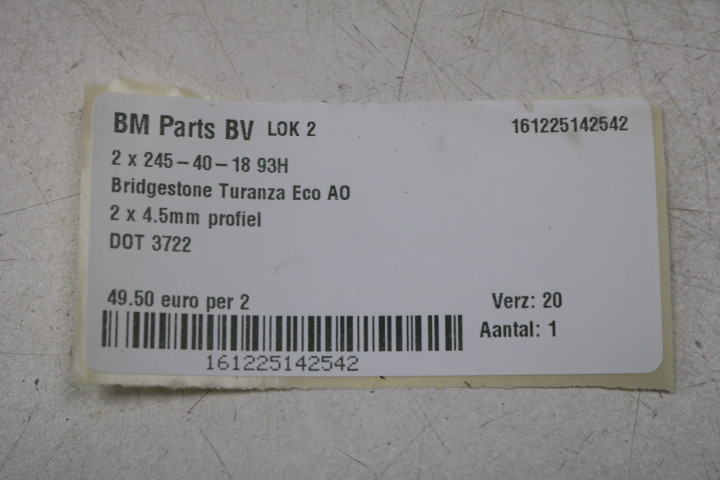 BM Parts BV LOK 2 161225142542
2 x 245-40-18 93H
Bridgestone Turanza Eco AO
2 x 4.5mm profiel
DOT 3722
49.50 euro per 2 Verz: 20
Aantal: 1
161225142542